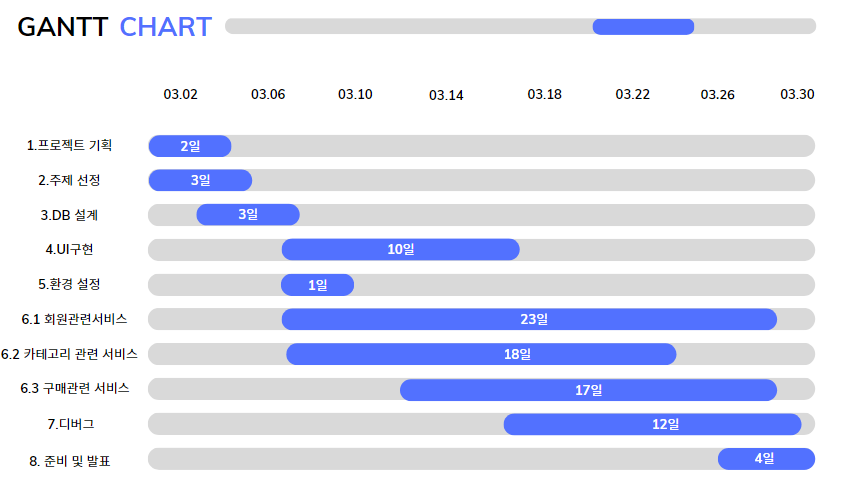 GANTT CHART
03.02 03.06 03.10 03.14 03.18 03.22 03.26 03.30
1.프로젝트 기획 2일
2.주제 선정 3일
3.DB 설계 3일
4.UI구현 10일
5.환경 설정 1일
6.1 회원관련서비스 23일
6.2 카테고리 관련 서비스 18일
6.3 구매관련 서비스 17일
7.디버그 12일
8. 준비 및 발표 4일